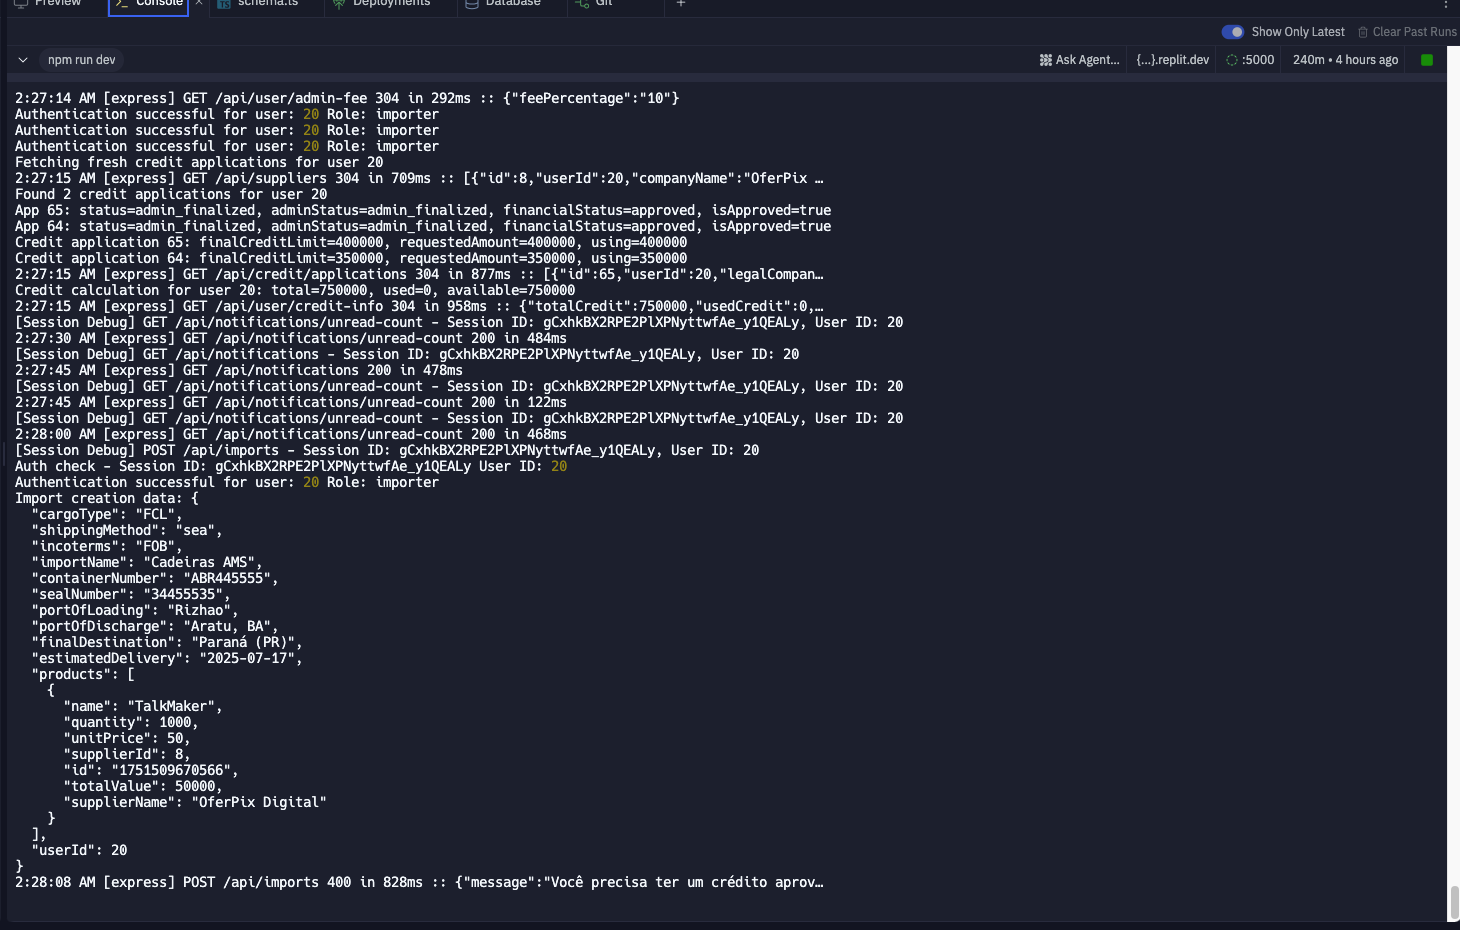 Preview
Console
schema.ts
Deployments
Database
Git
Show Only Latest
Clear Past Runs
npm run dev
Ask Agent...
{...}.replit.dev
:5000
240m • 4 hours ago
2:27:14 AM [express] GET /api/user/admin-fee 304 in 292ms :: {"feePercentage":"10"}
Authentication successful for user: 20 Role: importer
Authentication successful for user: 20 Role: importer
Authentication successful for user: 20 Role: importer
Fetching fresh credit applications for user 20
2:27:15 AM [express] GET /api/suppliers 304 in 709ms :: [{"id":8,"userId":20,"companyName":"OferPix …
Found 2 credit applications for user 20
App 65: status=admin_finalized, adminStatus=admin_finalized, financialStatus=approved, isApproved=true
App 64: status=admin_finalized, adminStatus=admin_finalized, financialStatus=approved, isApproved=true
Credit application 65: finalCreditLimit=400000, requestedAmount=400000, using=400000
Credit application 64: finalCreditLimit=350000, requestedAmount=350000, using=350000
2:27:15 AM [express] GET /api/credit/applications 304 in 877ms :: [{"id":65,"userId":20,"legalCompan…
Credit calculation for user 20: total=750000, used=0, available=750000
2:27:15 AM [express] GET /api/user/credit-info 304 in 958ms :: {"totalCredit":750000,"usedCredit":0,…
[Session Debug] GET /api/notifications/unread-count - Session ID: gCxhkBX2RPE2PlXPNyttwfAe_y1QEALy, User ID: 20
2:27:30 AM [express] GET /api/notifications/unread-count 200 in 484ms
[Session Debug] GET /api/notifications - Session ID: gCxhkBX2RPE2PlXPNyttwfAe_y1QEALy, User ID: 20
2:27:45 AM [express] GET /api/notifications 200 in 478ms
[Session Debug] GET /api/notifications/unread-count - Session ID: gCxhkBX2RPE2PlXPNyttwfAe_y1QEALy, User ID: 20
2:27:45 AM [express] GET /api/notifications/unread-count 200 in 122ms
[Session Debug] GET /api/notifications/unread-count - Session ID: gCxhkBX2RPE2PlXPNyttwfAe_y1QEALy, User ID: 20
2:28:00 AM [express] GET /api/notifications/unread-count 200 in 468ms
[Session Debug] POST /api/imports - Session ID: gCxhkBX2RPE2PlXPNyttwfAe_y1QEALy, User ID: 20
Auth check - Session ID: gCxhkBX2RPE2PlXPNyttwfAe_y1QEALy User ID: 20
Authentication successful for user: 20 Role: importer
Import creation data: {
"cargoType": "FCL",
"shippingMethod": "sea",
"incoterms": "FOB",
"importName": "Cadeiras AMS",
"containerNumber": "ABR445555",
"sealNumber": "34455535",
"portOfLoading": "Rizhao",
"portOfDischarge": "Aratu, BA",
"finalDestination": "Paraná (PR)",
"estimatedDelivery": "2025-07-17",
"products": [
{
"name": "TalkMaker",
"quantity": 1000,
"unitPrice": 50,
"supplierId": 8,
"id": "1751509670566",
"totalValue": 50000,
"supplierName": "OferPix Digital"
}
],
"userId": 20
}
2:28:08 AM [express] POST /api/imports 400 in 828ms :: {"message":"Você precisa ter um crédito aprov…